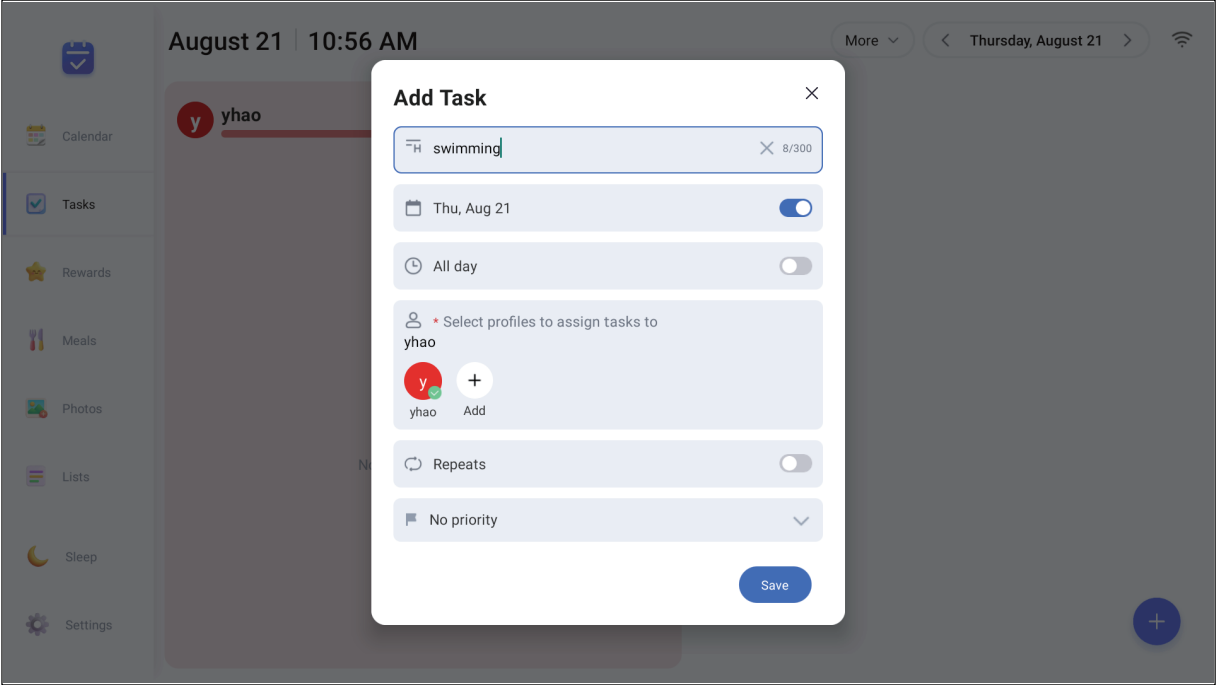 August 21 10:56 AM
More
Thursday, August 21
Calendar
Tasks
Rewards
Meals
Photos
Lists
Sleep
Settings
y yhao
No
Add Task
swimming 8/300
Thu, Aug 21
All day
* Select profiles to assign tasks to
yhao
y
yhao Add
Repeats
No priority
Save